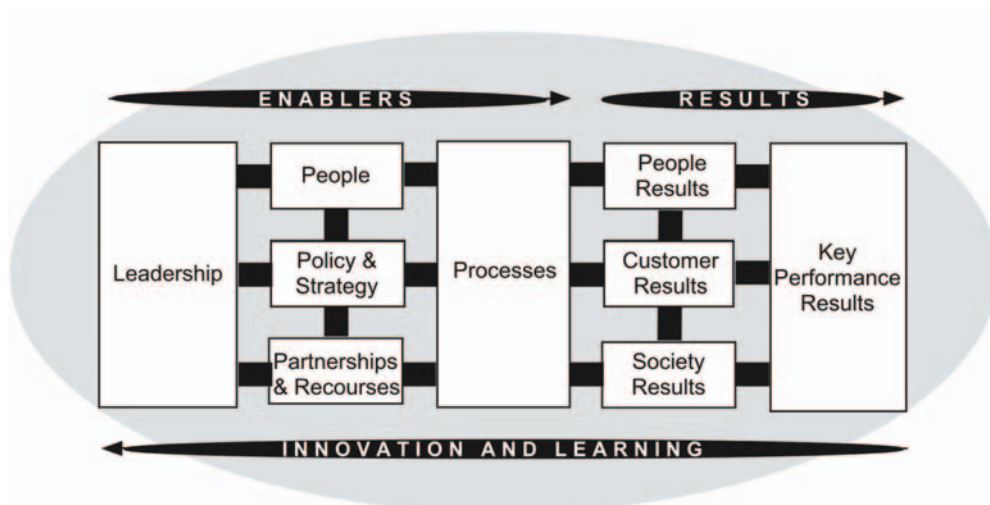 ENABLERS
RESULTS
Leadership
People
Policy &
Strategy
Partnerships
& Recourses
Processes
People
Results
Customer
Results
Society
Results
Key
Performance
Results
INNOVATION AND LEARNING